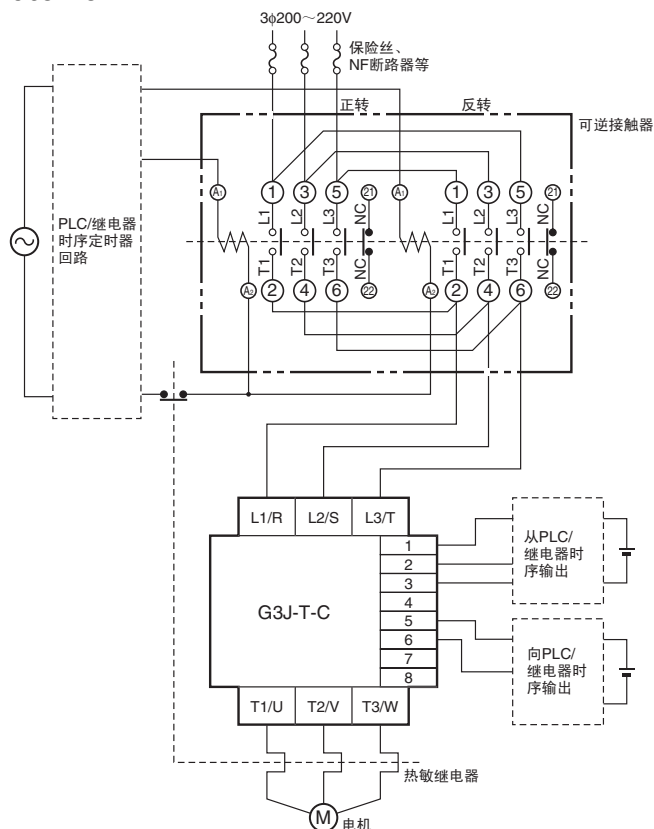 3ϕ200～220V
保险丝、
NF断路器等
正转
反转
可逆接触器
PLC/继电器
时序定时器
回路
A1 1 3 5 21 A1 1 3 5 21
L1 L2 L3 NC L1 L2 L3 NC
T1 T2 T3 NC T1 T2 T3 NC
A2 2 4 6 22 A2 2 4 6 22
L1/R L2/S L3/T
1
2
3
4
5
6
7
8
G3J-T-C
从PLC/
继电器时
序输出
向PLC/
继电器时
序输出
T1/U T2/V T3/W
热敏继电器
M
电机